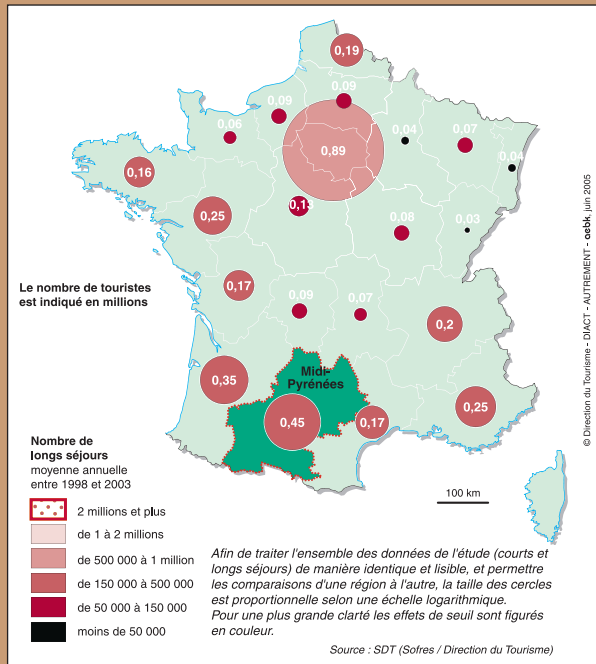 0,19
0,09
0,09
0,06
0,04
0,07
0,04
0,89
0,16
0,13
0,25
0,08
0,03
Le nombre de touristes
est indiqué en millions
0,17
0,09
0,07
0,2
0,35
Midi-
Pyrénées
0,45
0,17
0,25
100 km
Nombre de
longs séjours
moyenne annuelle
entre 1998 et 2003
2 millions et plus
de 1 à 2 millions
de 500 000 à 1 million
de 150 000 à 500 000
de 50 000 à 150 000
moins de 50 000
Afin de traiter l'ensemble des données de l'étude (courts et
longs séjours) de manière identique et lisible, et permettre
les comparaisons d'une région à l'autre, la taille des cercles
est proportionnelle selon une échelle logarithmique.
Pour une plus grande clarté les effets de seuil sont figurés
en couleur.
Source : SDT (Sofres / Direction du Tourisme)
© Direction du Tourisme - DIACT - AUTREMENT - oebk, juin 2005